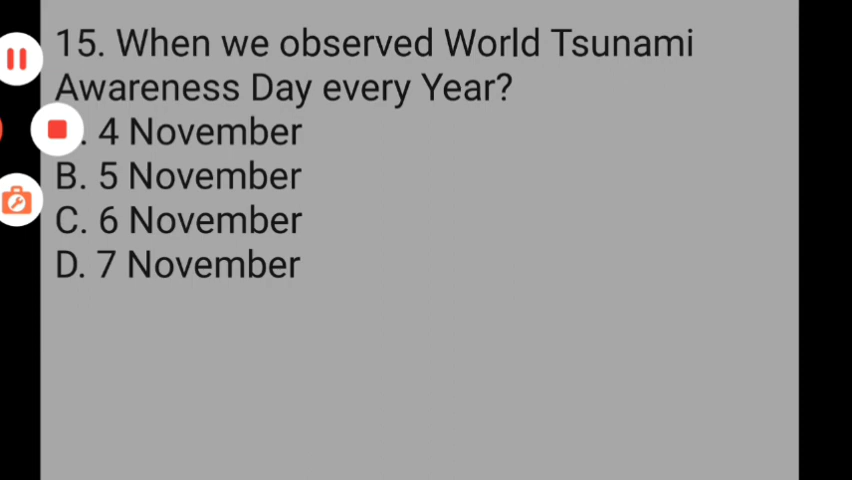 15. When we observed World Tsunami
Awareness Day every Year?
. 4 November
B. 5 November
C. 6 November
D. 7 November